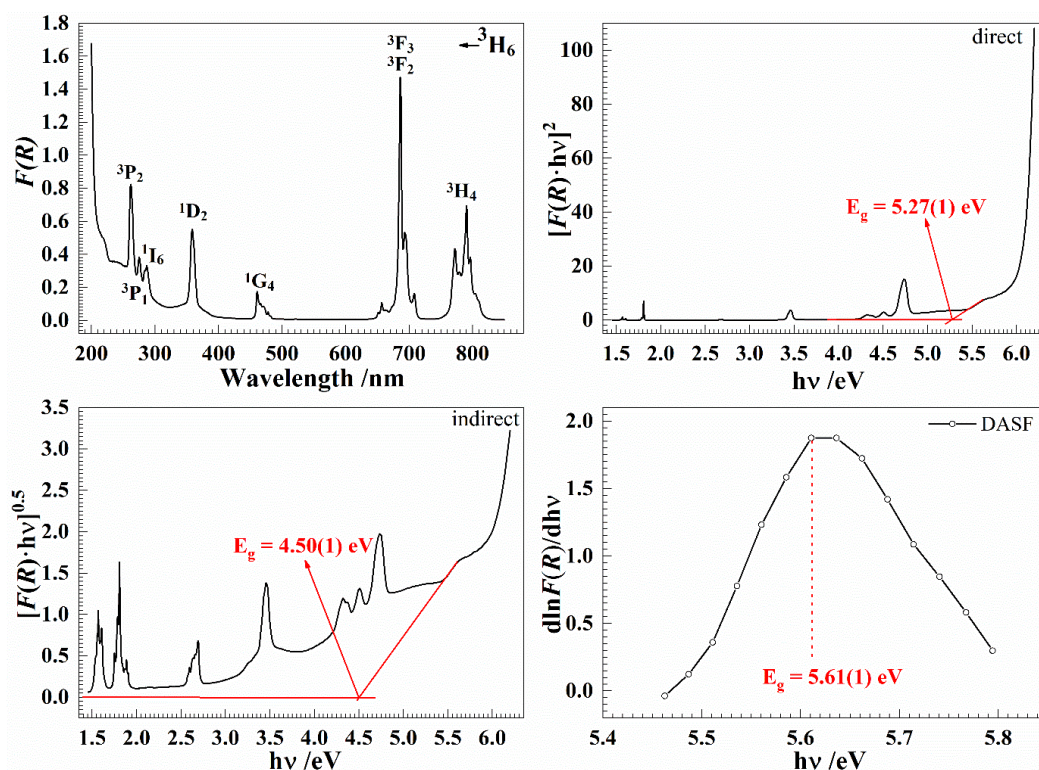 1.8
1.6
1.4
1.2
1.0
0.8
0.6
0.4
0.2
0.0
F(R)
³P₂
¹I₆
³P₁
¹D₂
¹G₄
³F₃
³F₂
←³H₆
³H₄
200 300 400 500 600 700 800
Wavelength /nm
100
80
60
40
20
0
[F(R)·hν]²
direct
E_g = 5.27(1) eV
1.5 2.0 2.5 3.0 3.5 4.0 4.5 5.0 5.5 6.0
hν /eV
3.5
3.0
2.5
2.0
1.5
1.0
0.5
0.0
[F(R)·hν]^0.5
indirect
E_g = 4.50(1) eV
1.5 2.0 2.5 3.0 3.5 4.0 4.5 5.0 5.5 6.0
hν /eV
2.0
1.5
1.0
0.5
0.0
dlnF(R)/dhν
DASF
E_g = 5.61(1) eV
5.4 5.5 5.6 5.7 5.8
hν /eV